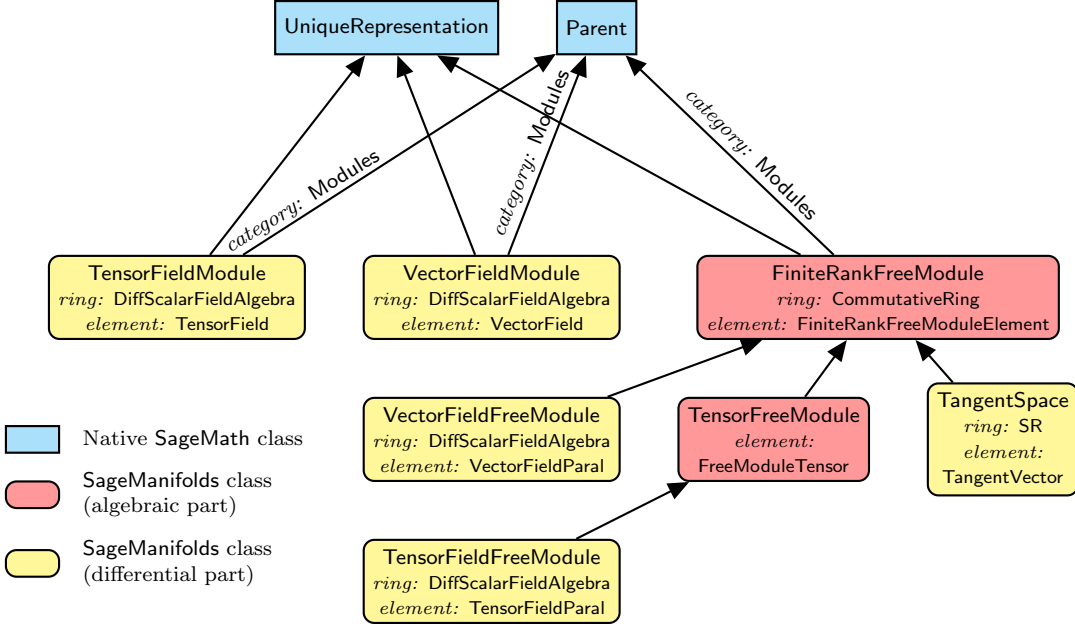 UniqueRepresentation
Parent
category: Modules
category: Modules
category: Modules
TensorFieldModule
ring: DiffScalarFieldAlgebra
element: TensorField
VectorFieldModule
ring: DiffScalarFieldAlgebra
element: VectorField
FiniteRankFreeModule
ring: CommutativeRing
element: FiniteRankFreeModuleElement
VectorFieldFreeModule
ring: DiffScalarFieldAlgebra
element: VectorFieldParal
TensorFreeModule
element:
FreeModuleTensor
TangentSpace
ring: SR
element:
TangentVector
TensorFieldFreeModule
ring: DiffScalarFieldAlgebra
element: TensorFieldParal
Native SageMath class
SageManifolds class
(algebraic part)
SageManifolds class
(differential part)